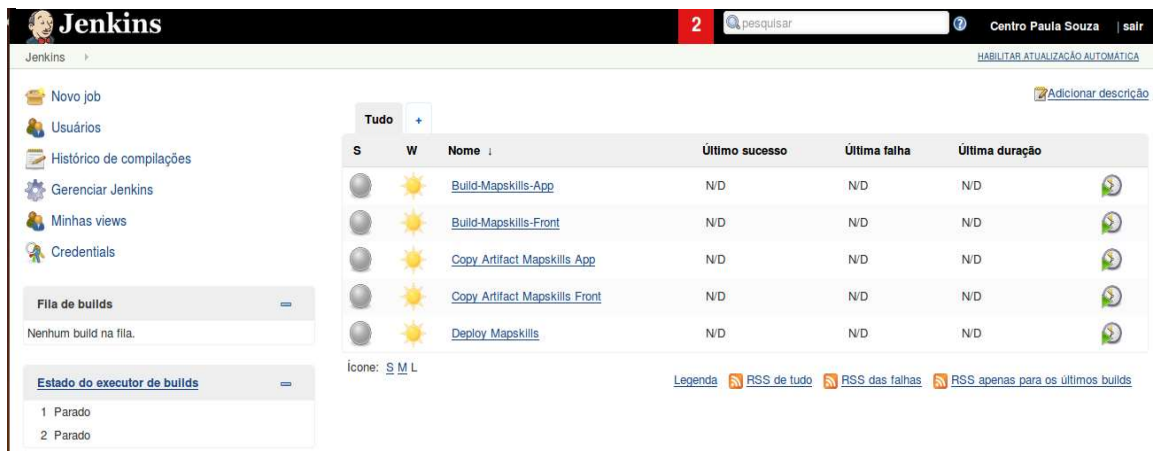 Jenkins 2 pesquisar ? Centro Paula Souza | sair
Jenkins HABILITAR ATUALIZAÇÃO AUTOMÁTICA
Novo job
Usuários
Histórico de compilações
Gerenciar Jenkins
Minhas views
Credentials
Fila de builds
Nenhum build na fila.
Estado do executor de builds
1 Parado
2 Parado
Adicionar descrição
Tudo +
S W Nome ↓ Último sucesso Última falha Última duração
Build-Mapskills-App N/D N/D N/D
Build-Mapskills-Front N/D N/D N/D
Copy Artifact Mapskills App N/D N/D N/D
Copy Artifact Mapskills Front N/D N/D N/D
Deploy Mapskills N/D N/D N/D
Ícone: S M L
Legenda RSS de tudo RSS das falhas RSS apenas para os últimos builds